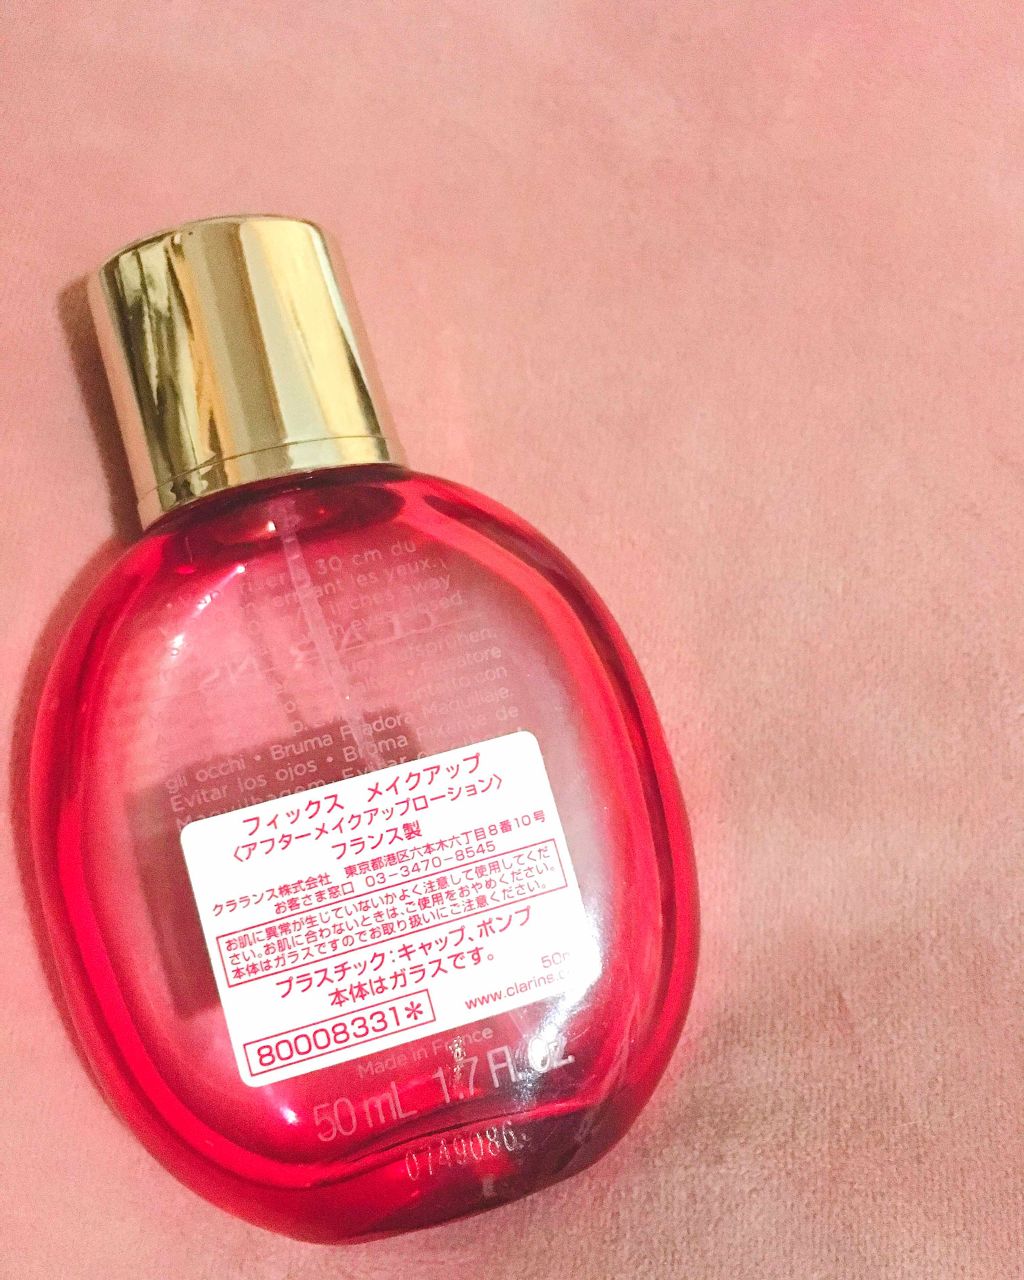 30 cm du
les yeux.
inches away
eyes closed.
CLARINS
gli occhi • Bruma Fijadora Maquillaje.
Evitar los ojos • Bruma Fixante de
フィックス メイクアップ
〈アフターメイクアップローション〉
フランス製
クラランス株式会社 東京都港区六本木六丁目8番10号
お客さま窓口 03-3470-8545
お肌に異常が生じていないかよく注意して使用してくだ
さい。お肌に合わないときは、ご使用をおやめください。
本体はガラスですのでお取り扱いにご注意ください。
プラスチック:キャップ、ポンプ
本体はガラスです。
50m
www.clarins.c
80008331*
Made in France
50 mL 1.7 Fl. oz
0749086